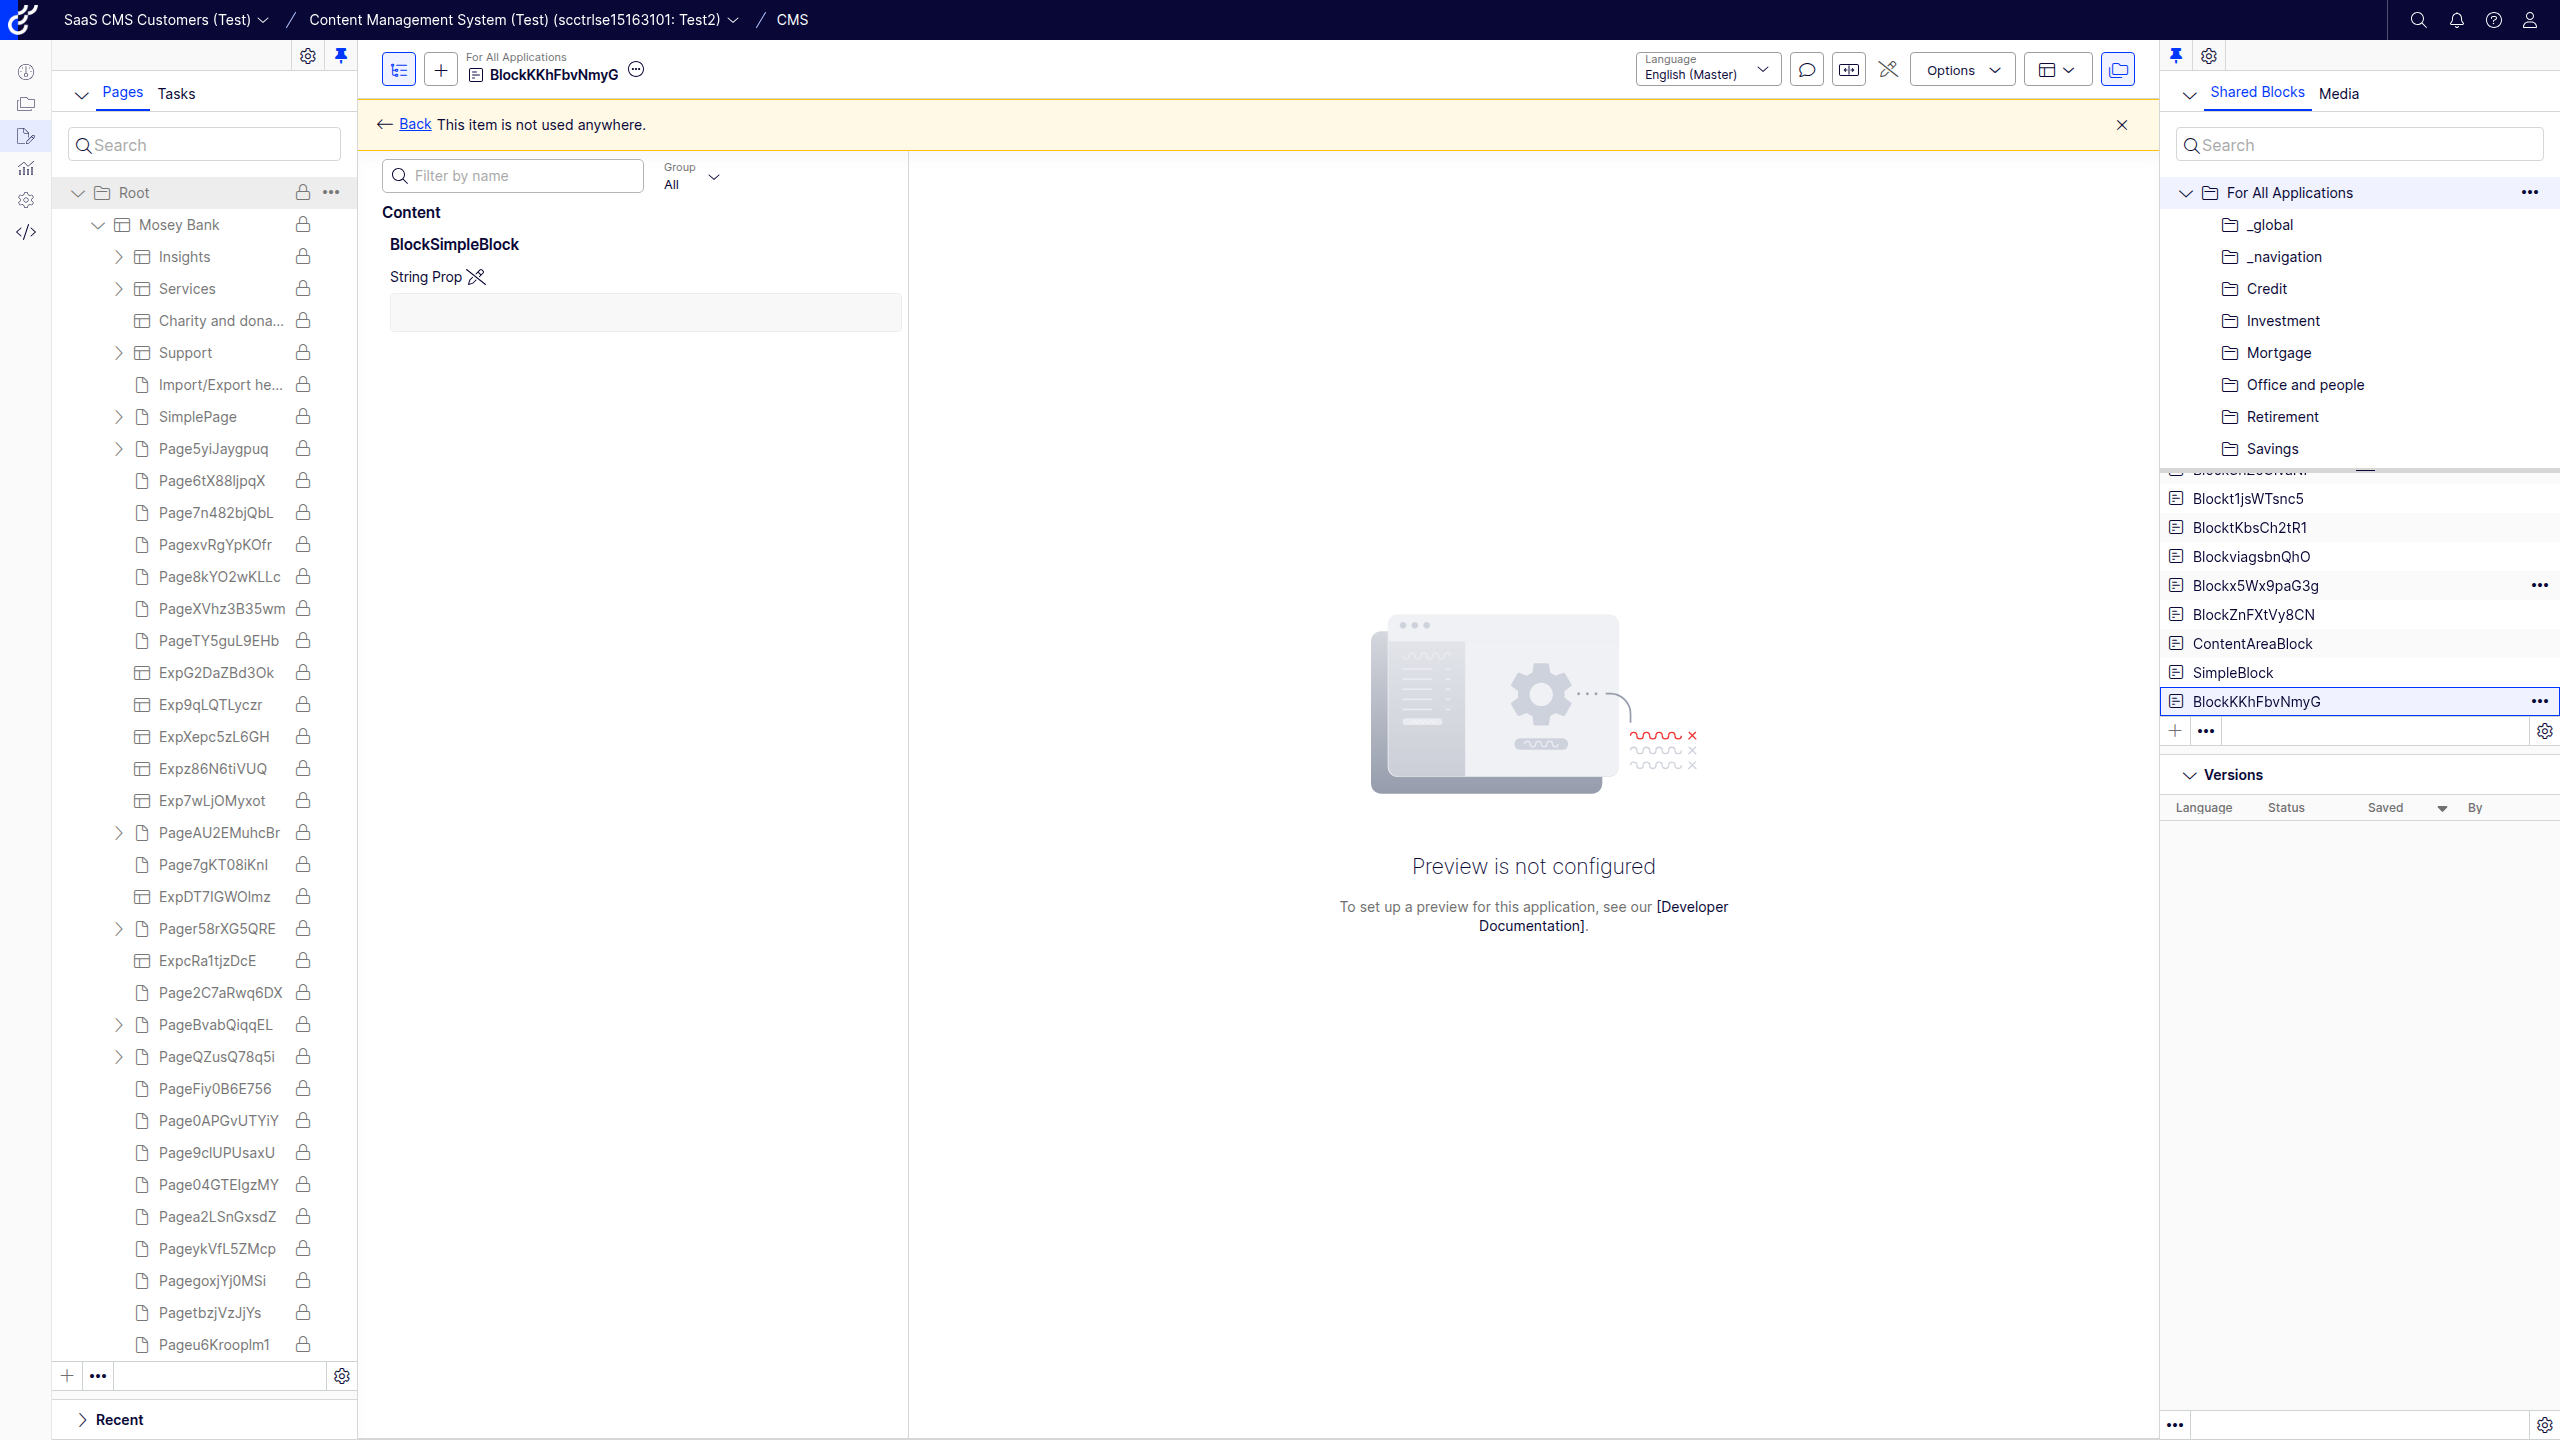 SaaS CMS Customers (Test)
Content Management System (Test) (scctrlse15163101: Test2)
CMS
Pages
Tasks
Search
Root
Mosey Bank
Insights
Services
Charity and dona...
Support
Import/Export he...
SimplePage
Page5yiJaygpuq
Page6tX88ljpqX
Page7n482bjQbL
PagexvRgYpKOfr
Page8kYO2wKLLc
PageXVhz3B35wm
PageTY5guL9EHb
ExpG2DaZBd3Ok
Exp9qLQTLyczr
ExpXepc5zL6GH
Expz86N6tiVUQ
Exp7wLjOMyxot
PageAU2EMuhcBr
Page7gKT08iKnI
ExpDT7IGWOlmz
Pager58rXG5QRE
ExpcRa1tjzDcE
Page2C7aRwq6DX
PageBvabQiqqEL
PageQZusQ78q5i
PageFiy0B6E756
Page0APGvUTYiY
Page9clUPUsaxU
Page04GTEIgzMY
Pagea2LSnGxsdZ
PageykVfL5ZMcp
PagegoxjYj0MSi
PagetbzjVzJjYs
Pageu6Krooplm1
Recent
For All Applications
BlockKKhFbvNmyG
Language
English (Master)
Options
Back This item is not used anywhere.
Filter by name
Group
All
Content
BlockSimpleBlock
String Prop
Preview is not configured
To set up a preview for this application, see our [Developer
Documentation].
Shared Blocks
Media
Search
For All Applications
_global
_navigation
Credit
Investment
Mortgage
Office and people
Retirement
Savings
Blockt1jsWTsnc5
BlocktKbsCh2tR1
BlockviagsbnQhO
Blockx5Wx9paG3g
BlockZnFXtVy8CN
ContentAreaBlock
SimpleBlock
BlockKKhFbvNmyG
Versions
Language
Status
Saved
By